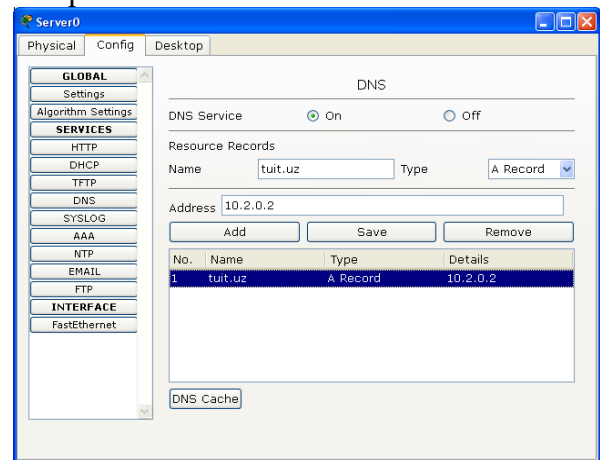 Server0
Physical Config Desktop
GLOBAL
Settings
Algorithm Settings
SERVICES
HTTP
DHCP
TFTP
DNS
SYSLOG
AAA
NTP
EMAIL
FTP
INTERFACE
FastEthernet
DNS
DNS Service On Off
Resource Records
Name tuit.uz Type A Record
Address 10.2.0.2
Add Save Remove
No. Name Type Details
1 tuit.uz A Record 10.2.0.2
DNS Cache